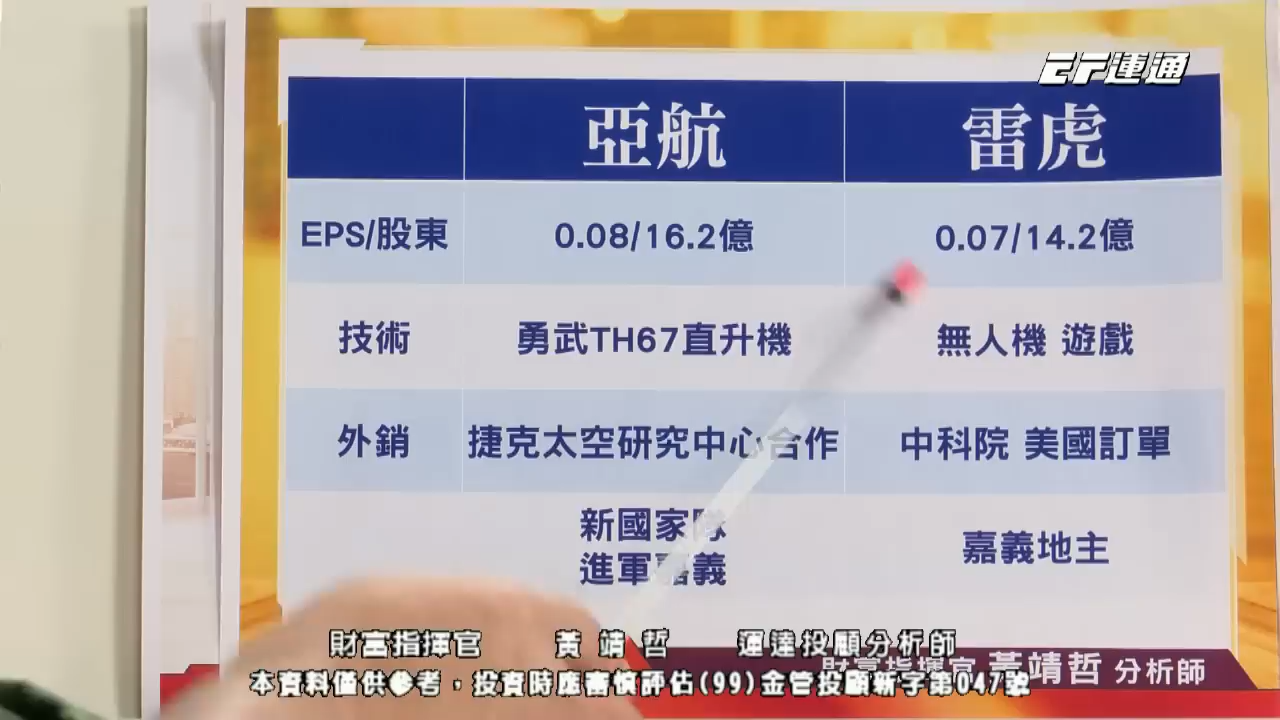 EF運通
亞航 雷虎
EPS/股東 0.08/16.2億 0.07/14.2億
技術 勇武TH67直升機 無人機 遊戲
外銷 捷克太空研究中心合作 中科院 美國訂單
新國家隊
進軍嘉義
嘉義地主
財富指揮官 黃靖哲 運達投顧分析師
財富指揮官 黃靖哲 分析師
本資料僅供參考，投資時應審慎評估(99)金管投顧新字第047號